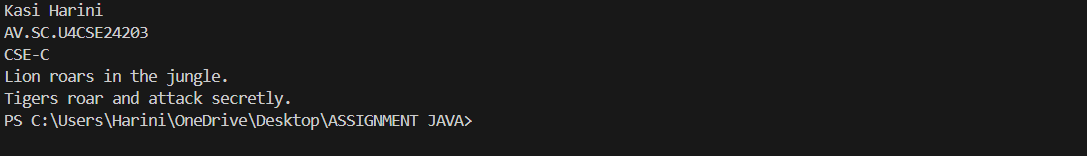 Kasi Harini
AV.SC.U4CSE24203
CSE-C
Lion roars in the jungle.
Tigers roar and attack secretly.
PS C:\Users\Harini\OneDrive\Desktop\ASSIGNMENT JAVA>